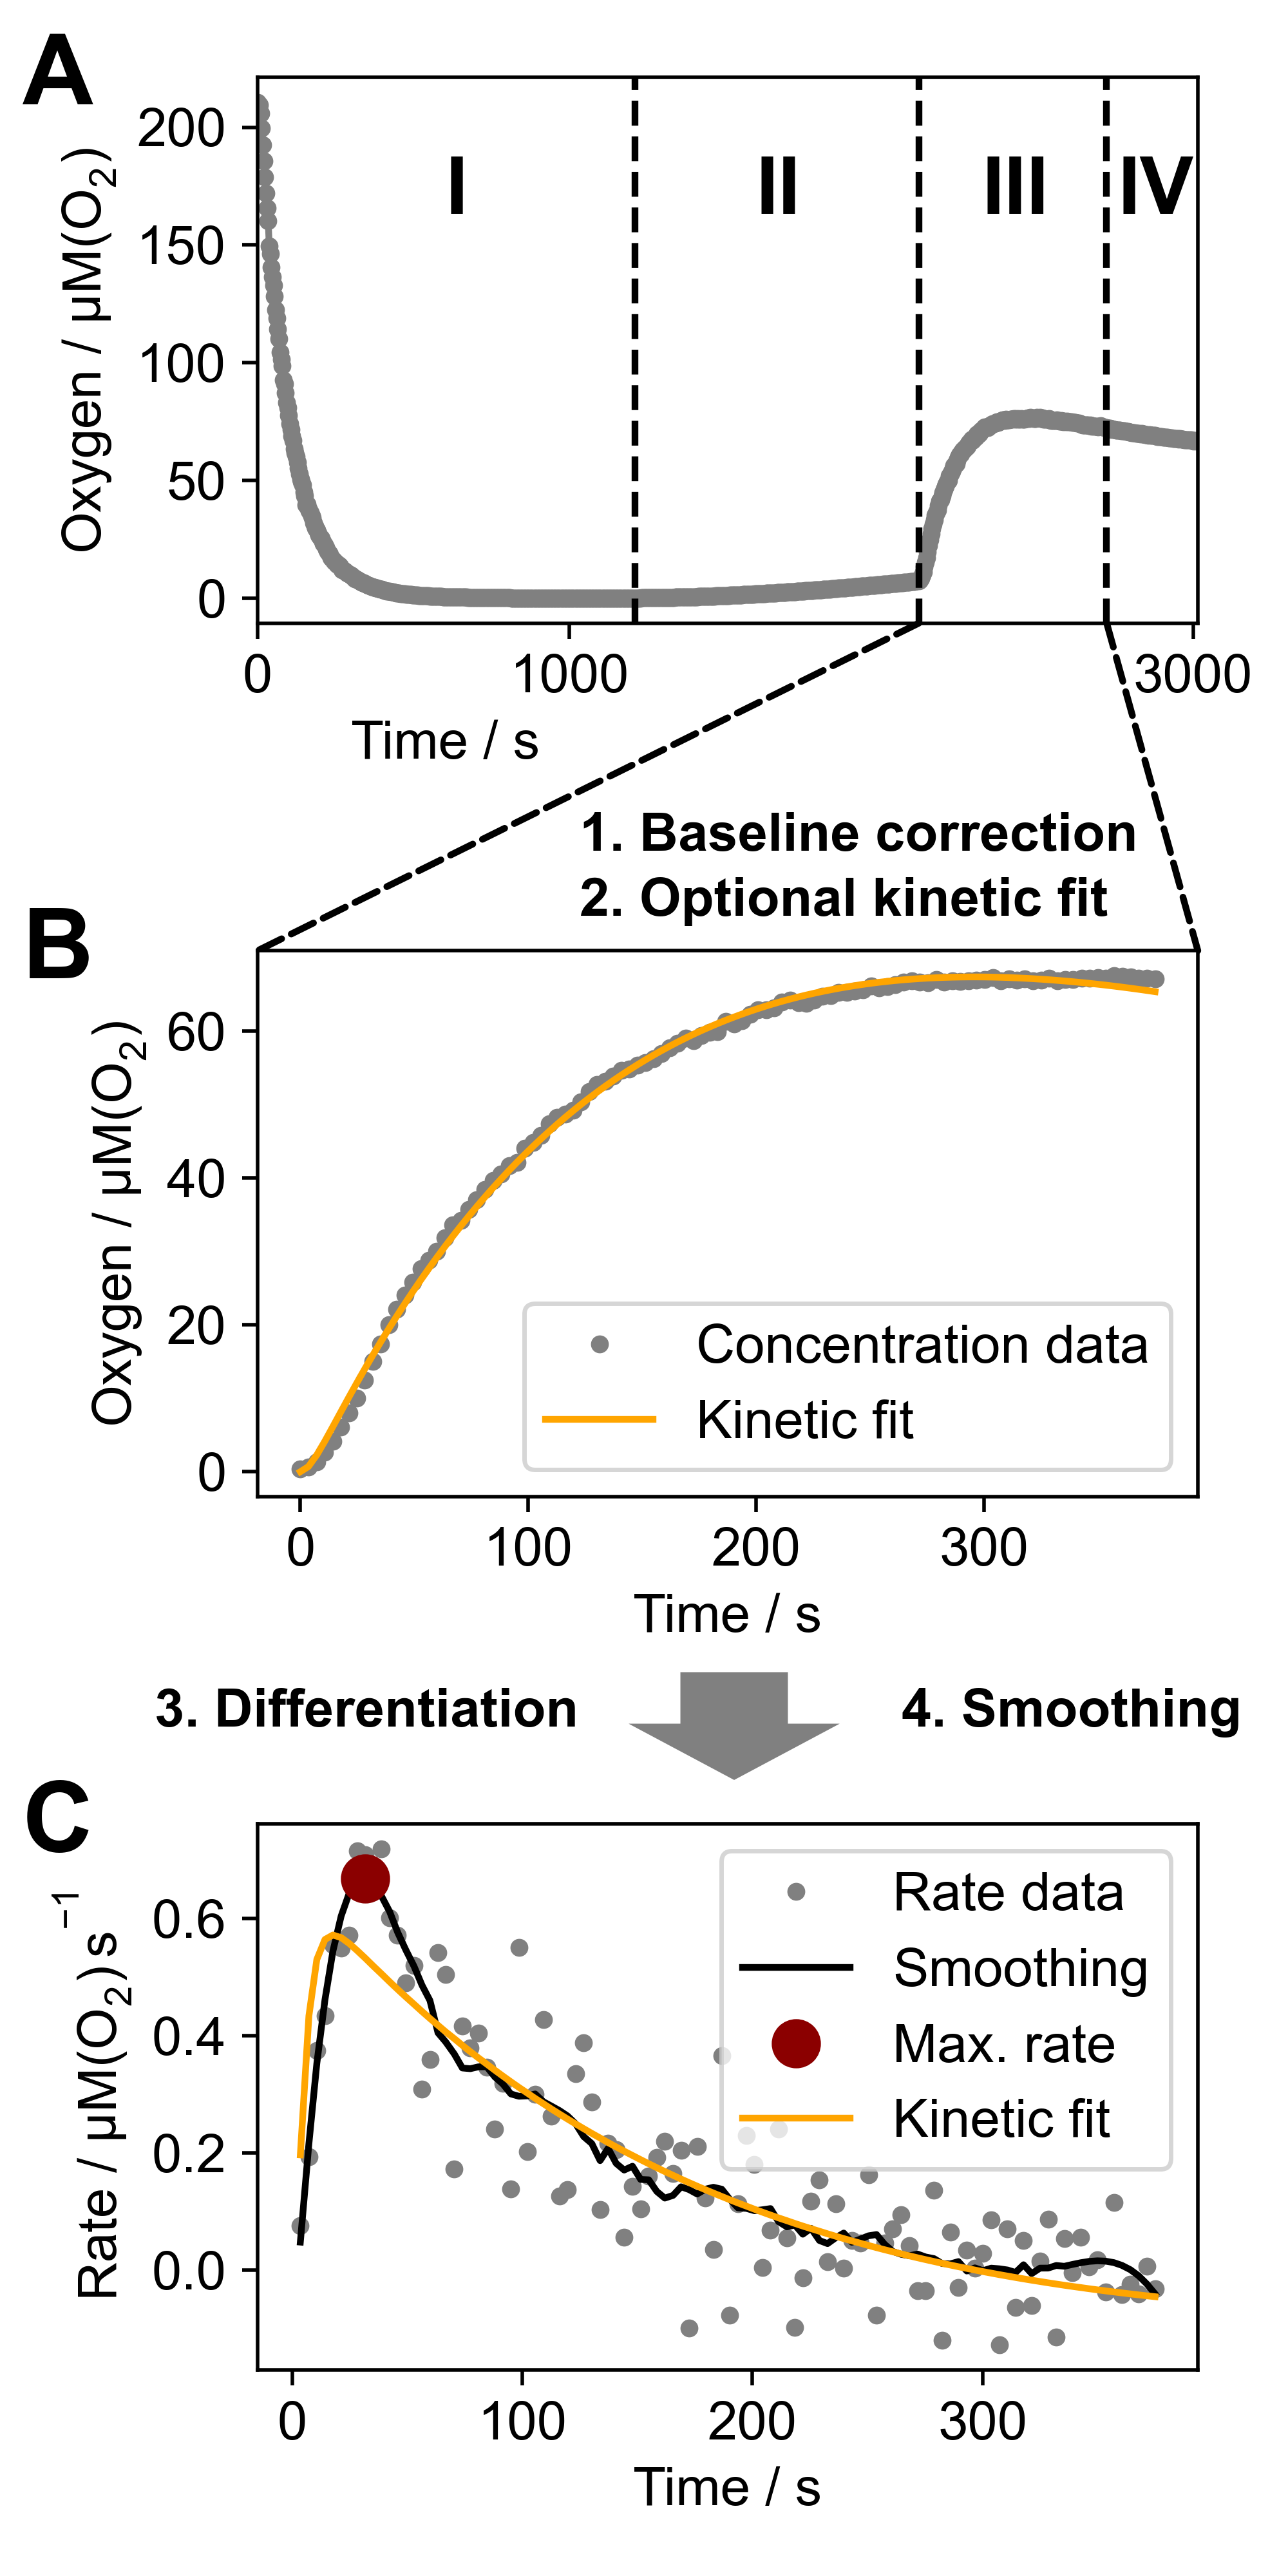 A
Oxygen / µM(O₂)
200
150
100
50
0
I
II
III
IV
0
1000
3000
Time / s
1. Baseline correction
2. Optional kinetic fit
B
Oxygen / µM(O₂)
60
40
20
0
Concentration data
Kinetic fit
0
100
200
300
Time / s
3. Differentiation
4. Smoothing
C
Rate / µM(O₂) s⁻¹
0.6
0.4
0.2
0.0
Rate data
Smoothing
Max. rate
Kinetic fit
0
100
200
300
Time / s